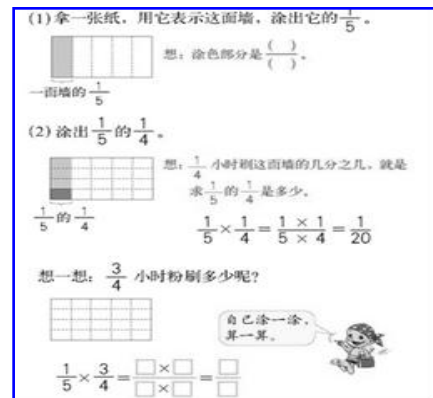 (1) 拿一张纸，用它表示这面墙，涂出它的1/5。
想：涂色部分是( )/( )。
一面墙的1/5
(2) 涂出1/5的1/4。
想：1/4小时刷这面墙的几分之几，就是
求1/5的1/4是多少。
1/5的1/4
1/5 × 1/4 = (1 × 1)/(5 × 4) = 1/20
想一想：3/4小时粉刷多少呢？
自己涂一涂、
算一算。
1/5 × 3/4 = (□×□)/(□×□) = □/□